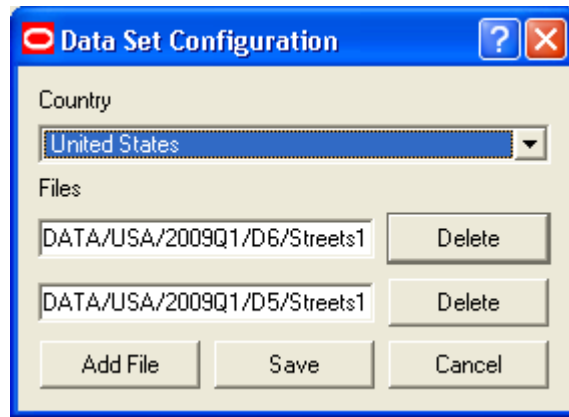 Data Set Configuration
Country
United States
Files
DATA/USA/2009Q1/D6/Streets1 Delete
DATA/USA/2009Q1/D5/Streets1 Delete
Add File Save Cancel